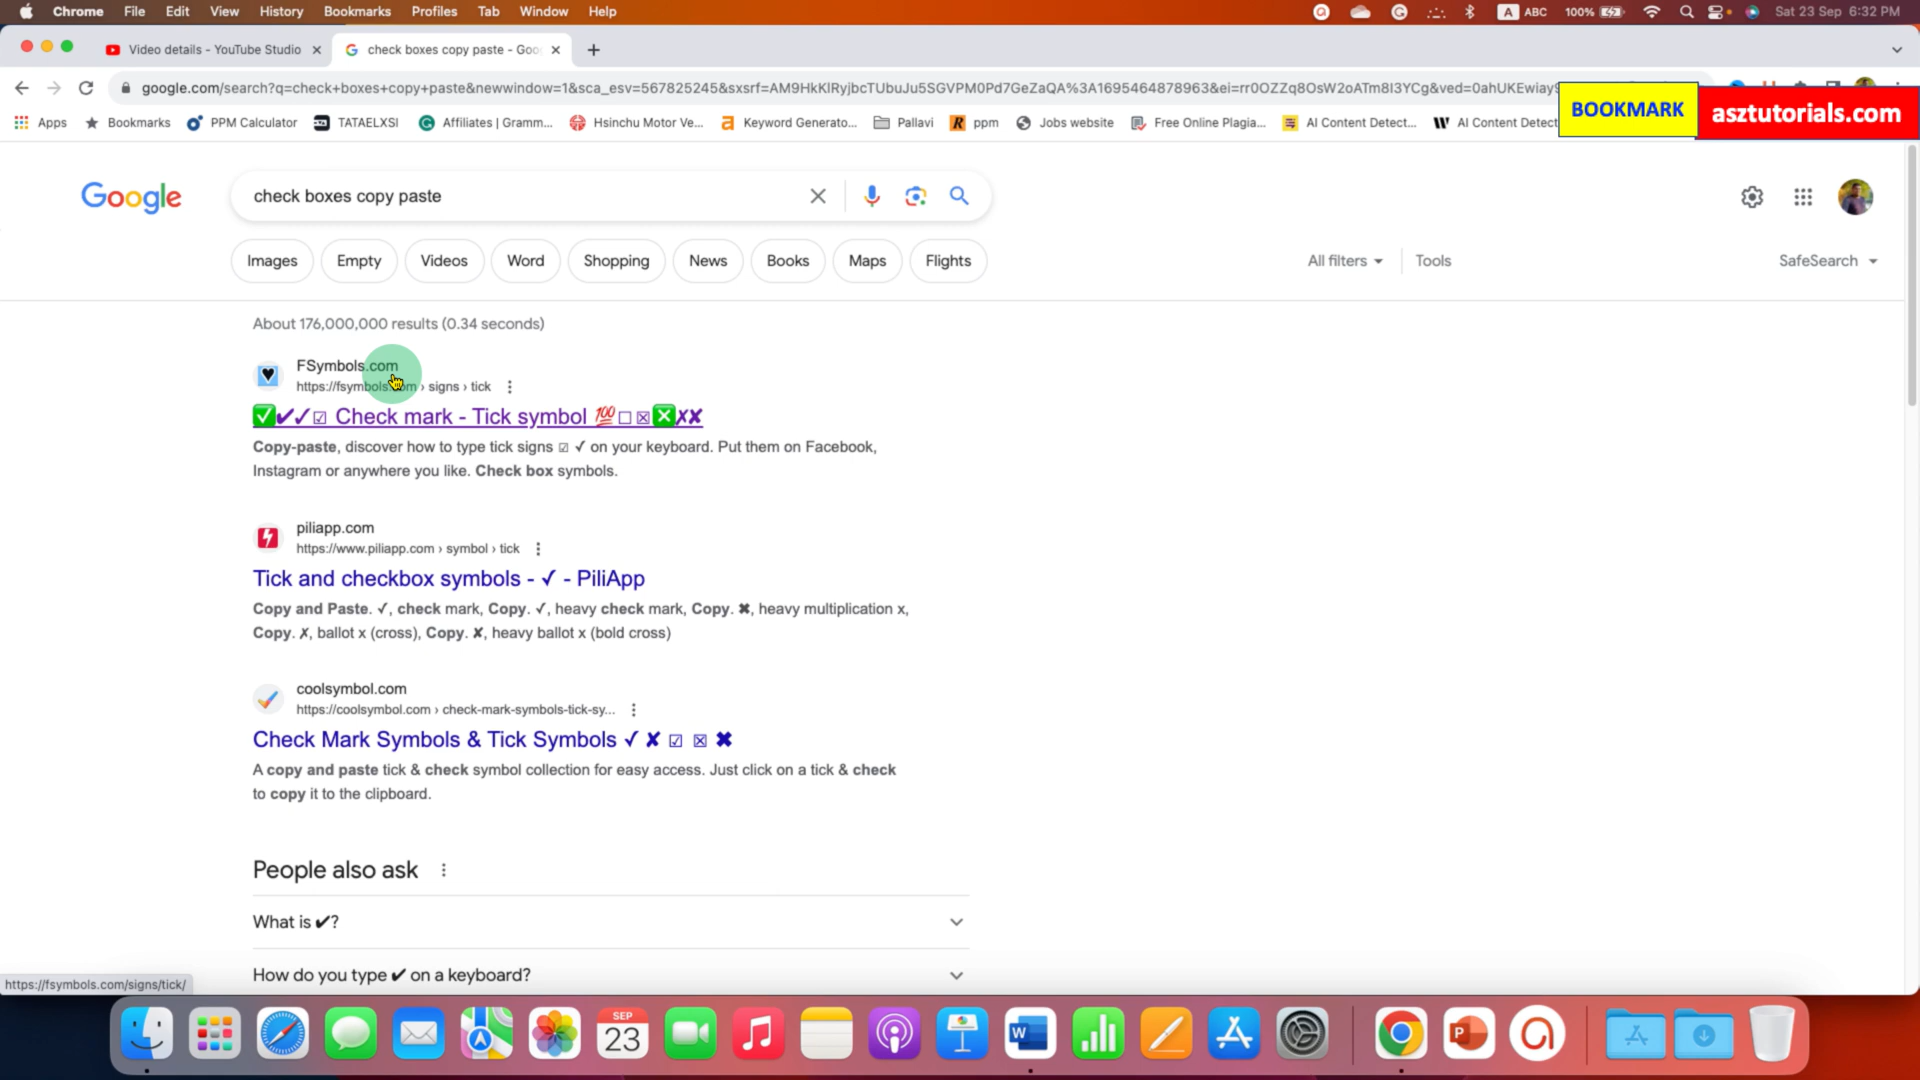 Chrome File Edit View History Bookmarks Profiles Tab Window Help A ABC 100% Sat 23 Sep 6:32 PM
Video details - YouTube Studio check boxes copy paste - Goo
google.com/search?q=check+boxes+copy+paste&newwindow=1&sca_esv=567825245&sxsrf=
Apps Bookmarks PPM Calculator TATAELXSI Affiliates | Gramm... Hsinchu Motor Ve... Keyword Generato... Pallavi ppm Jobs website Free Online Plagia... AI Content Detect... AI Content Detect
BOOKMARK asztutorials.com
Google check boxes copy paste
Images Empty Videos Word Shopping News Books Maps Flights All filters Tools SafeSearch
About 176,000,000 results (0.34 seconds)
FSymbols.com
https://fsymbols.com › signs › tick
✅✔✓☑ Check mark - Tick symbol 💯☐☒❎✗✘
Copy-paste, discover how to type tick signs ☑ ✓ on your keyboard. Put them on Facebook,
Instagram or anywhere you like. Check box symbols.
piliapp.com
https://www.piliapp.com › symbol › tick
Tick and checkbox symbols - ✓ - PiliApp
Copy and Paste. ✓, check mark, Copy. ✓, heavy check mark, Copy. ✖, heavy multiplication x,
Copy. ✗, ballot x (cross), Copy. ✘, heavy ballot x (bold cross)
coolsymbol.com
https://coolsymbol.com › check-mark-symbols-tick-sy...
Check Mark Symbols & Tick Symbols ✓ ✘ ☑ ☒ ✖
A copy and paste tick & check symbol collection for easy access. Just click on a tick & check
to copy it to the clipboard.
People also ask
What is ✔?
How do you type ✔ on a keyboard?
https://fsymbols.com/signs/tick/
SEP
23
W
P